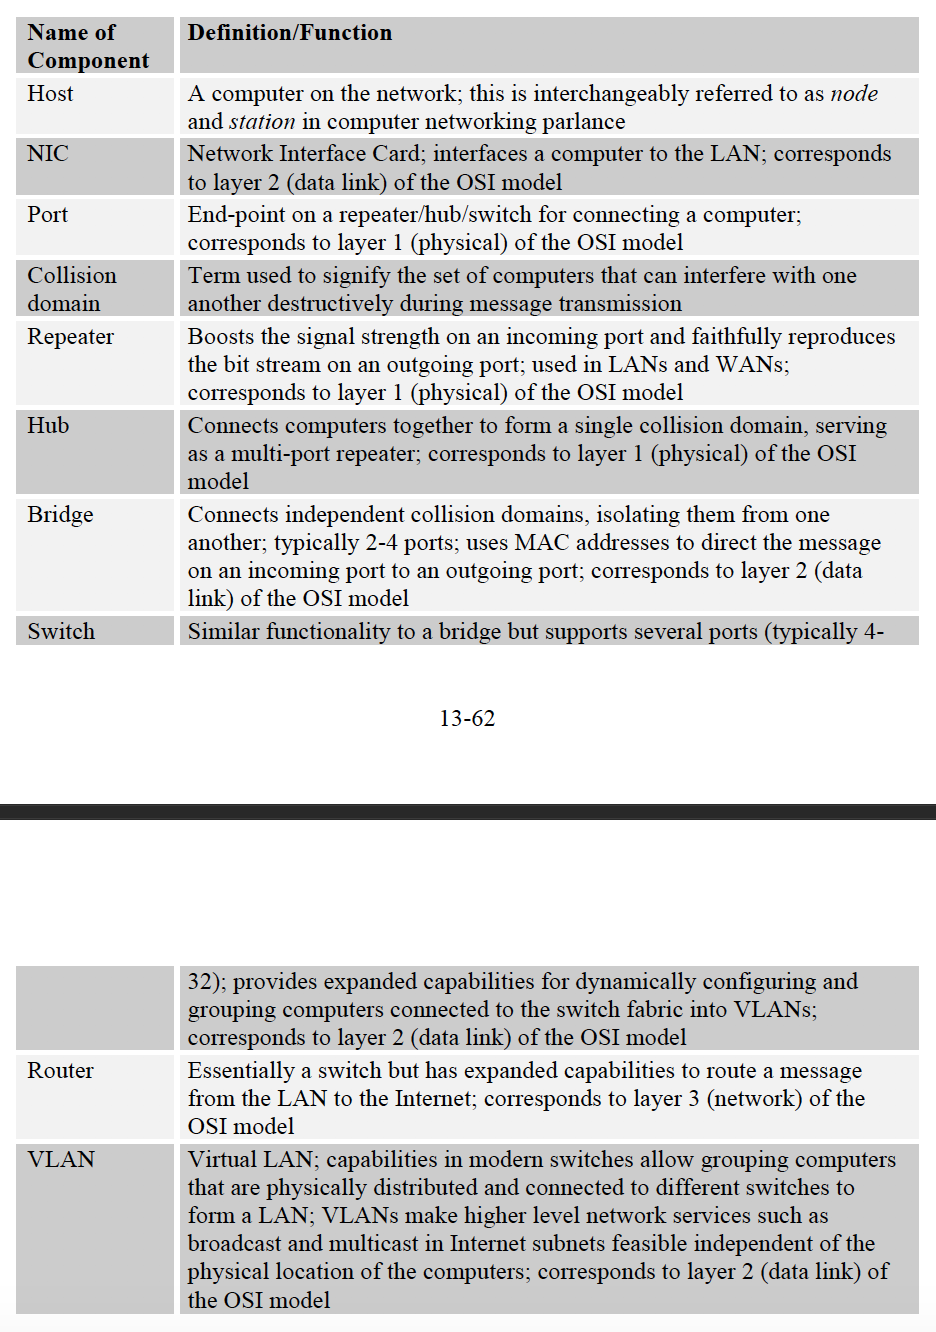 Name of
Component
Definition/Function
Host
A computer on the network; this is interchangeably referred to as node
and station in computer networking parlance
NIC
Network Interface Card; interfaces a computer to the LAN; corresponds
to layer 2 (data link) of the OSI model
Port
End-point on a repeater/hub/switch for connecting a computer;
corresponds to layer 1 (physical) of the OSI model
Collision
domain
Term used to signify the set of computers that can interfere with one
another destructively during message transmission
Repeater
Boosts the signal strength on an incoming port and faithfully reproduces
the bit stream on an outgoing port; used in LANs and WANs;
corresponds to layer 1 (physical) of the OSI model
Hub
Connects computers together to form a single collision domain, serving
as a multi-port repeater; corresponds to layer 1 (physical) of the OSI
model
Bridge
Connects independent collision domains, isolating them from one
another; typically 2-4 ports; uses MAC addresses to direct the message
on an incoming port to an outgoing port; corresponds to layer 2 (data
link) of the OSI model
Switch
Similar functionality to a bridge but supports several ports (typically 4-
13-62
32); provides expanded capabilities for dynamically configuring and
grouping computers connected to the switch fabric into VLANs;
corresponds to layer 2 (data link) of the OSI model
Router
Essentially a switch but has expanded capabilities to route a message
from the LAN to the Internet; corresponds to layer 3 (network) of the
OSI model
VLAN
Virtual LAN; capabilities in modern switches allow grouping computers
that are physically distributed and connected to different switches to
form a LAN; VLANs make higher level network services such as
broadcast and multicast in Internet subnets feasible independent of the
physical location of the computers; corresponds to layer 2 (data link) of
the OSI model